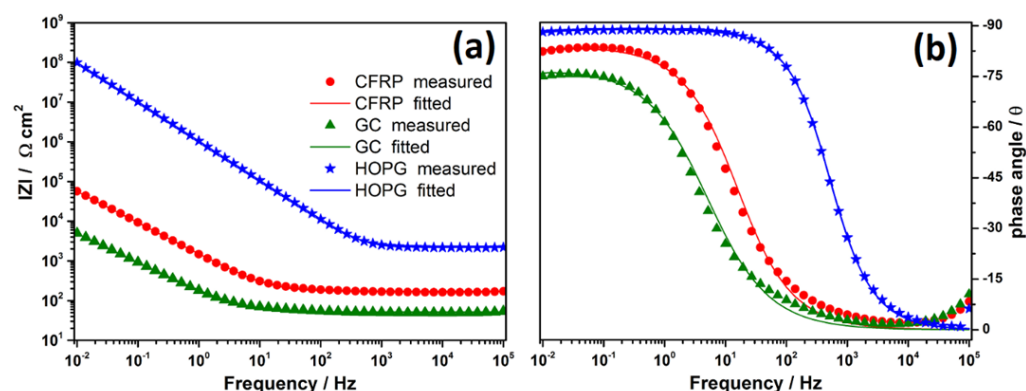 (a)
IZI / Ω cm²
10⁹
10⁸
10⁷
10⁶
10⁵
10⁴
10³
10²
10¹
CFRP measured
CFRP fitted
GC measured
GC fitted
HOPG measured
HOPG fitted
10⁻² 10⁻¹ 10⁰ 10¹ 10² 10³ 10⁴ 10⁵
Frequency / Hz
(b)
-90
-75
-60
-45
-30
-15
0
phase angle / θ
10⁻² 10⁻¹ 10⁰ 10¹ 10² 10³ 10⁴ 10⁵
Frequency / Hz